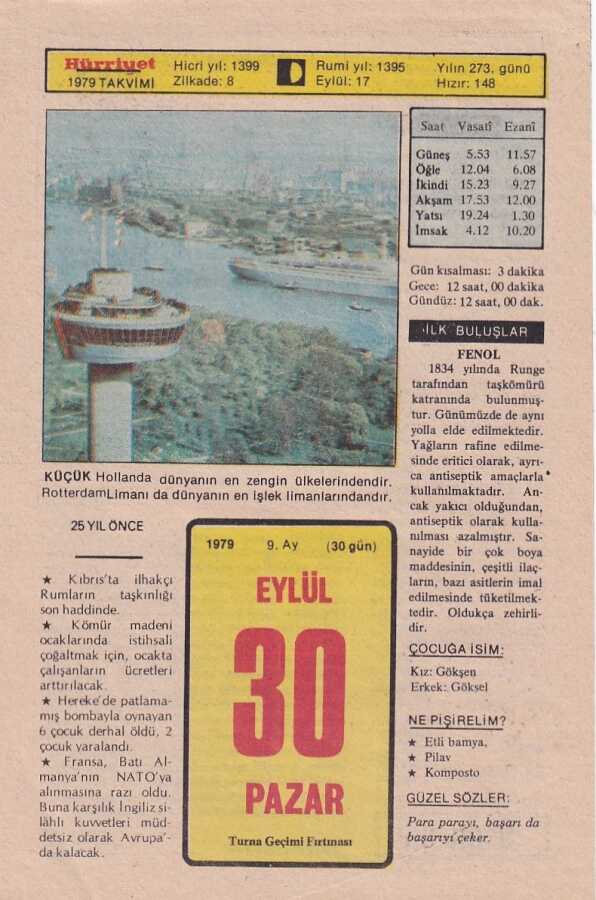 Hürriyet
1979 TAKVİMİ
Hicri yıl: 1399
Zilkade: 8
Rumi yıl: 1395
Eylül: 17
Yılın 273. günü
Hızır: 148
Saat Vasatî Ezanî
Güneş 5.53 11.57
Öğle 12.04 6.08
İkindi 15.23 9.27
Akşam 17.53 12.00
Yatsı 19.24 1.30
İmsak 4.12 10.20
Gün kısalması: 3 dakika
Gece: 12 saat, 00 dakika
Gündüz: 12 saat, 00 dak.
İLK BULUŞLAR
FENOL
1834 yılında Runge
tarafından taşkömürü
katranında bulunmuş-
tur. Günümüzde de aynı
yolla elde edilmektedir.
Yağların rafine edilme-
sinde eritici olarak, ayrı-
ca antiseptik amaçlarla
kullanılmaktadır. An-
cak yakıcı olduğundan,
antiseptik olarak kulla-
nılması azalmıştır. Sa-
nayide bir çok boya
maddesinin, çeşitli ilaç-
ların, bazı asitlerin imal
edilmesinde tüketilmek-
tedir. Oldukça zehirli-
dir.
ÇOCUĞA İSİM:
Kız: Gökşen
Erkek: Göksel
NE PİŞİRELİM?
★ Etli bamya,
★ Pilav
★ Komposto
GÜZEL SÖZLER:
Para parayı, başarı da
başarıyı çeker.
KÜÇÜK Hollanda dünyanın en zengin ülkelerindendir.
RotterdamLimanı da dünyanın en işlek limanlarındandır.
25 YIL ÖNCE
★ Kıbrıs'ta ilhakçı
Rumların taşkınlığı
son haddinde.
★ Kömür madeni
ocaklarında istihsali
çoğaltmak için, ocakta
çalışanların ücretleri
arttırılacak.
★ Hereke'de patlama-
mış bombayla oynayan
6 çocuk derhal öldü, 2
çocuk yaralandı.
★ Fransa, Batı Al-
manya'nın NATO'ya
alınmasına razı oldu.
Buna karşılık İngiliz si-
lâhlı kuvvetleri müd-
detsiz olarak Avrupa'-
da kalacak.
1979 9. Ay (30 gün)
EYLÜL
30
PAZAR
Turna Geçimi Fırtınası